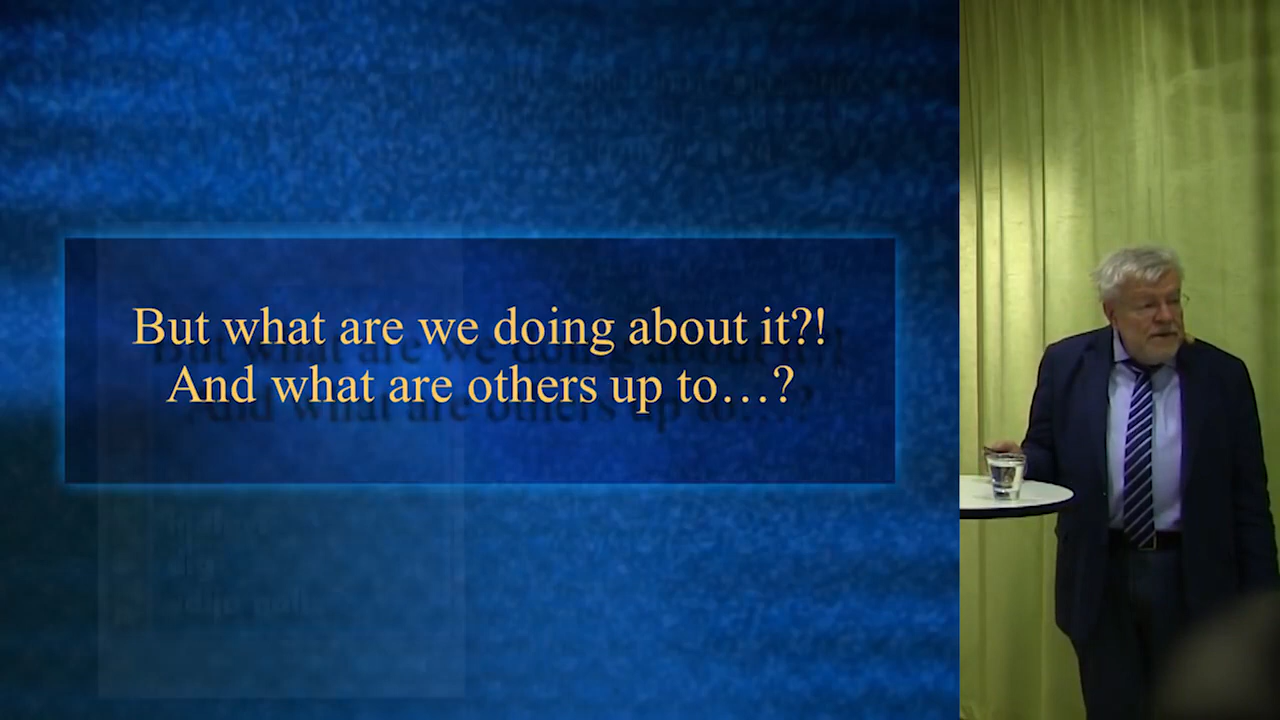 But what are we doing about it?!
And what are others up to…?